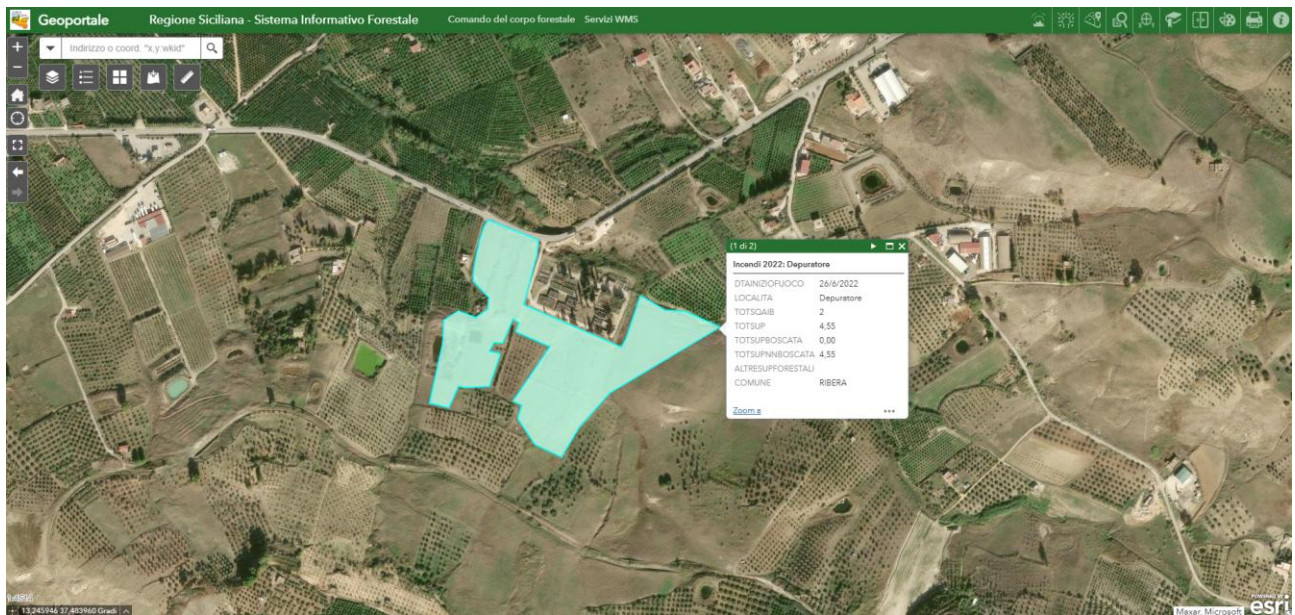 Geoportale Regione Siciliana - Sistema Informativo Forestale Comando del corpo forestale Servizi WMS
Indirizzo o coord. "x,y:wkid"
(1 di 2)
Incendi 2022: Depuratore
DTAINIZIOFUOCO 26/6/2022
LOCALITA Depuratore
TOTSQAIB 2
TOTSUP 4,55
TOTSUPBOSCATA 0,00
TOTSUPNNBOSCATA 4,55
ALTRESUPFORESTALI
COMUNE RIBERA
Zoom a
13,245946 37,483960 Gradi
Maxar, Microsoft
POWERED BY
esri